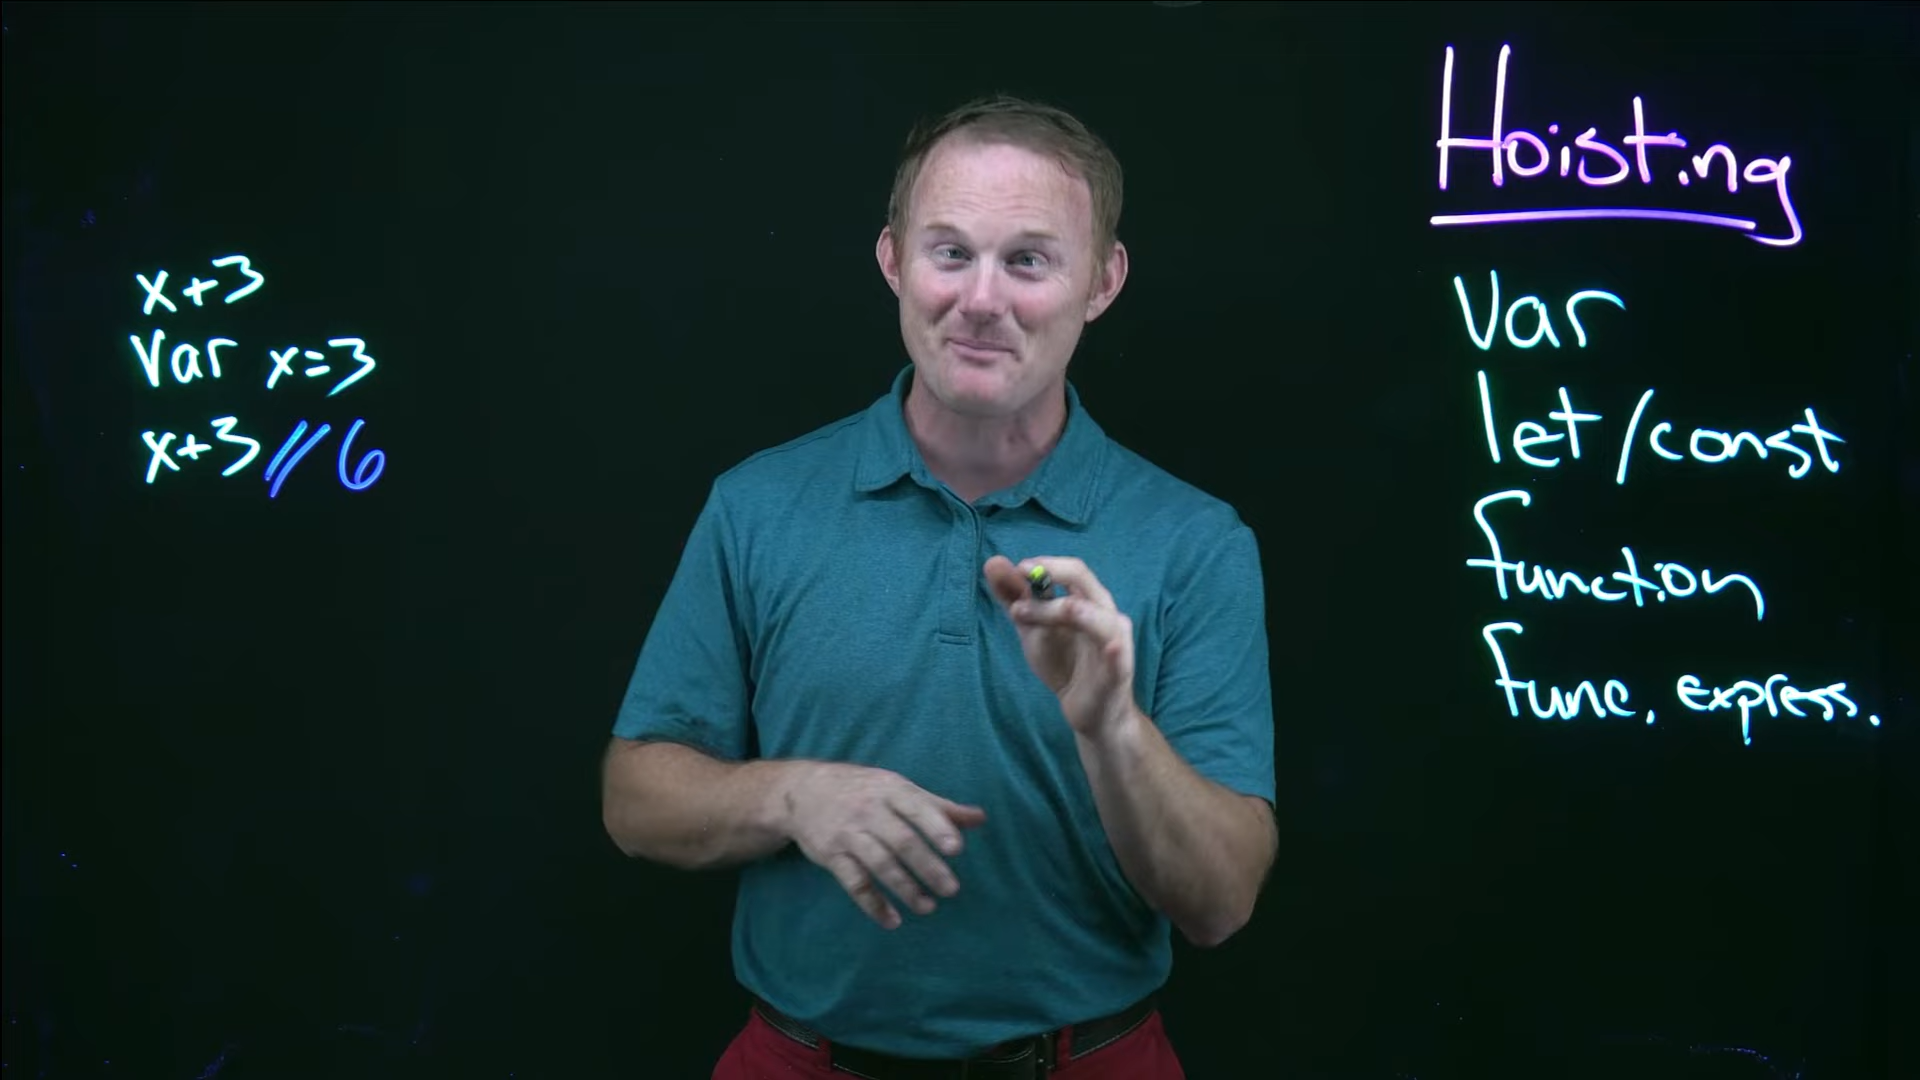 x+3
var x=3
x+3 // 6
Hoisting
var
let/const
function
func. express.